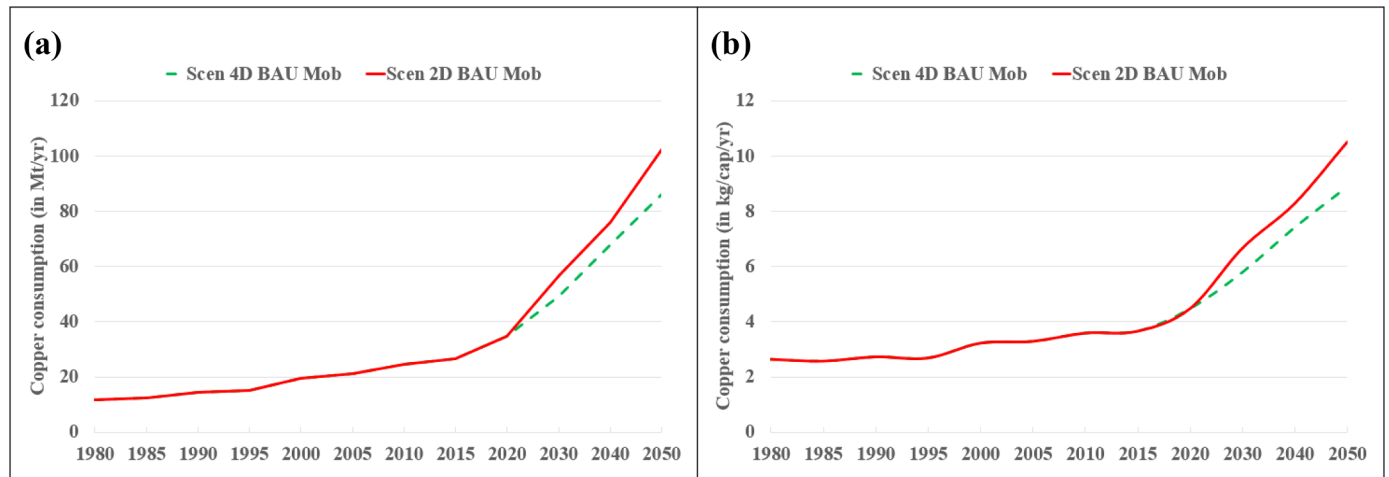 (a)
Scen 4D BAU Mob
Scen 2D BAU Mob
Copper consumption (in Mt/yr)
120
100
80
60
40
20
0
1980 1985 1990 1995 2000 2005 2010 2015 2020 2030 2040 2050
(b)
Scen 4D BAU Mob
Scen 2D BAU Mob
Copper consumption (in kg/cap/yr)
12
10
8
6
4
2
0
1980 1985 1990 1995 2000 2005 2010 2015 2020 2030 2040 2050